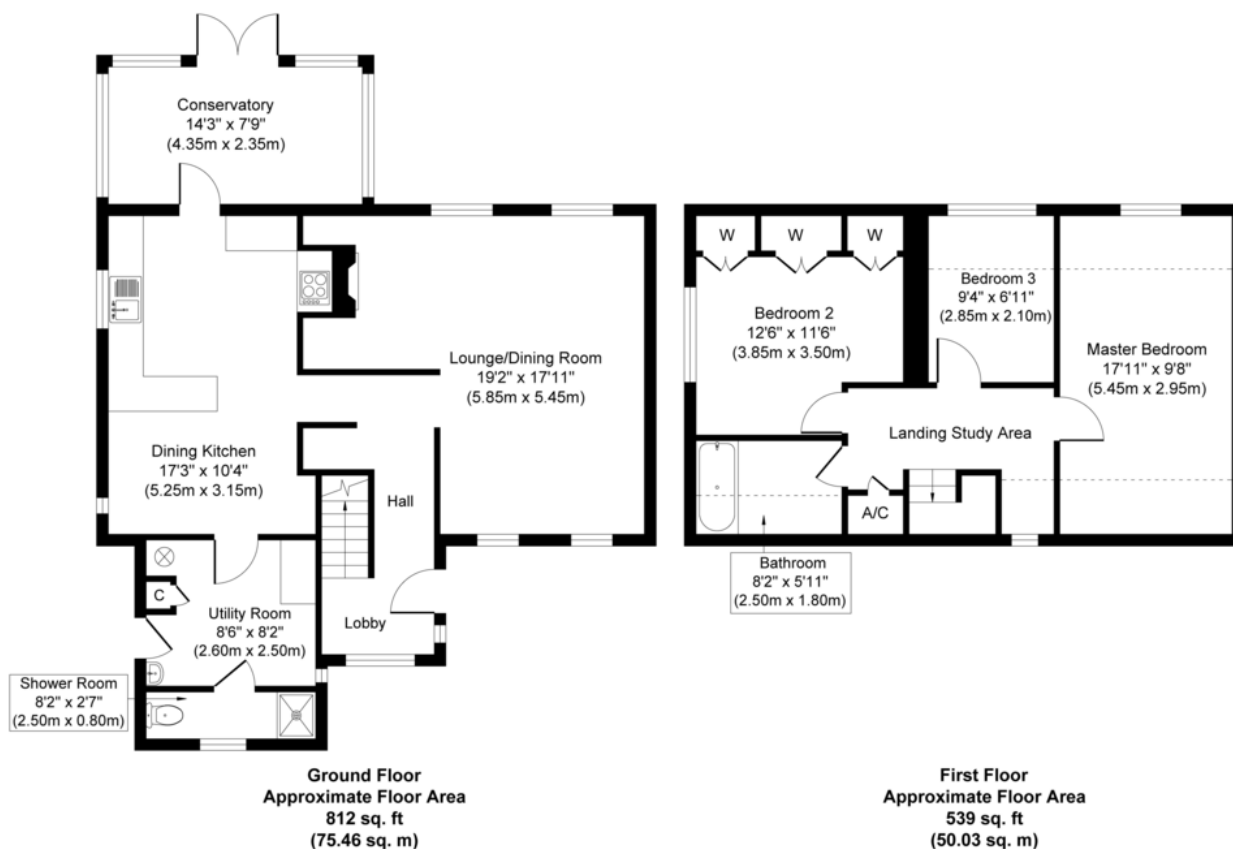 Conservatory
14'3" x 7'9"
(4.35m x 2.35m)
Lounge/Dining Room
19'2" x 17'11"
(5.85m x 5.45m)
Dining Kitchen
17'3" x 10'4"
(5.25m x 3.15m)
Hall
C
Utility Room
8'6" x 8'2"
(2.60m x 2.50m)
Lobby
Shower Room
8'2" x 2'7"
(2.50m x 0.80m)
Ground Floor
Approximate Floor Area
812 sq. ft
(75.46 sq. m)
W
W
W
Bedroom 2
12'6" x 11'6"
(3.85m x 3.50m)
Bedroom 3
9'4" x 6'11"
(2.85m x 2.10m)
Master Bedroom
17'11" x 9'8"
(5.45m x 2.95m)
Landing Study Area
A/C
Bathroom
8'2" x 5'11"
(2.50m x 1.80m)
First Floor
Approximate Floor Area
539 sq. ft
(50.03 sq. m)